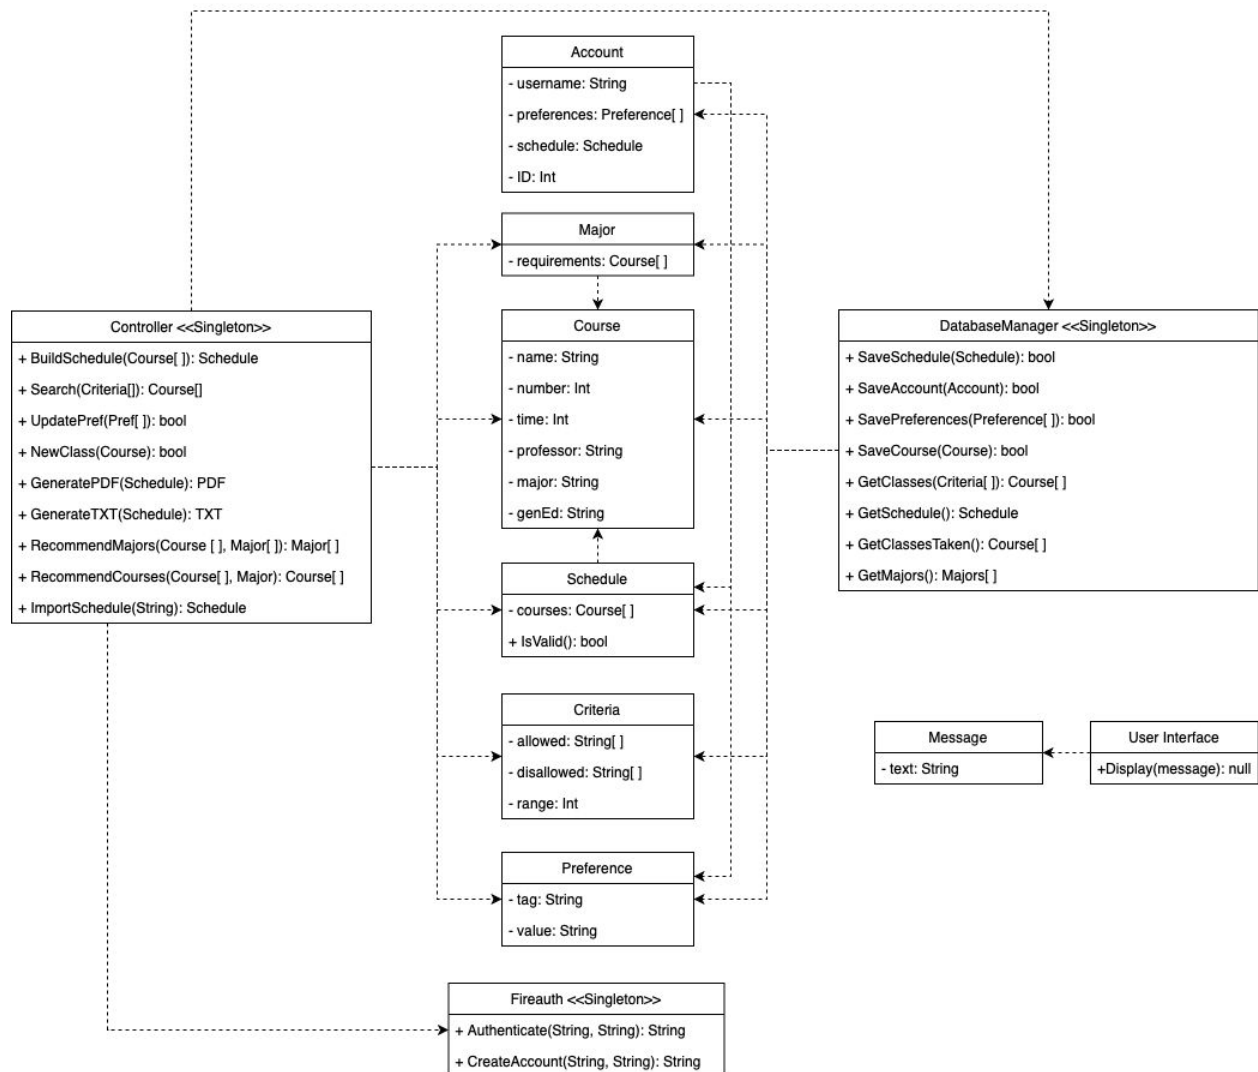 Account
- username: String
- preferences: Preference[ ]
- schedule: Schedule
- ID: Int
Major
- requirements: Course[ ]
Controller <<Singleton>>
+ BuildSchedule(Course[ ]): Schedule
+ Search(Criteria[]): Course[]
+ UpdatePref(Pref[ ]): bool
+ NewClass(Course): bool
+ GeneratePDF(Schedule): PDF
+ GenerateTXT(Schedule): TXT
+ RecommendMajors(Course [ ], Major[ ]): Major[ ]
+ RecommendCourses(Course[ ], Major): Course[ ]
+ ImportSchedule(String): Schedule
Course
- name: String
- number: Int
- time: Int
- professor: String
- major: String
- genEd: String
DatabaseManager <<Singleton>>
+ SaveSchedule(Schedule): bool
+ SaveAccount(Account): bool
+ SavePreferences(Preference[ ]): bool
+ SaveCourse(Course): bool
+ GetClasses(Criteria[ ]): Course[ ]
+ GetSchedule(): Schedule
+ GetClassesTaken(): Course[ ]
+ GetMajors(): Majors[ ]
Schedule
- courses: Course[ ]
+ IsValid(): bool
Criteria
- allowed: String[ ]
- disallowed: String[ ]
- range: Int
Message
- text: String
User Interface
+Display(message): null
Preference
- tag: String
- value: String
Fireauth <<Singleton>>
+ Authenticate(String, String): String
+ CreateAccount(String, String): String